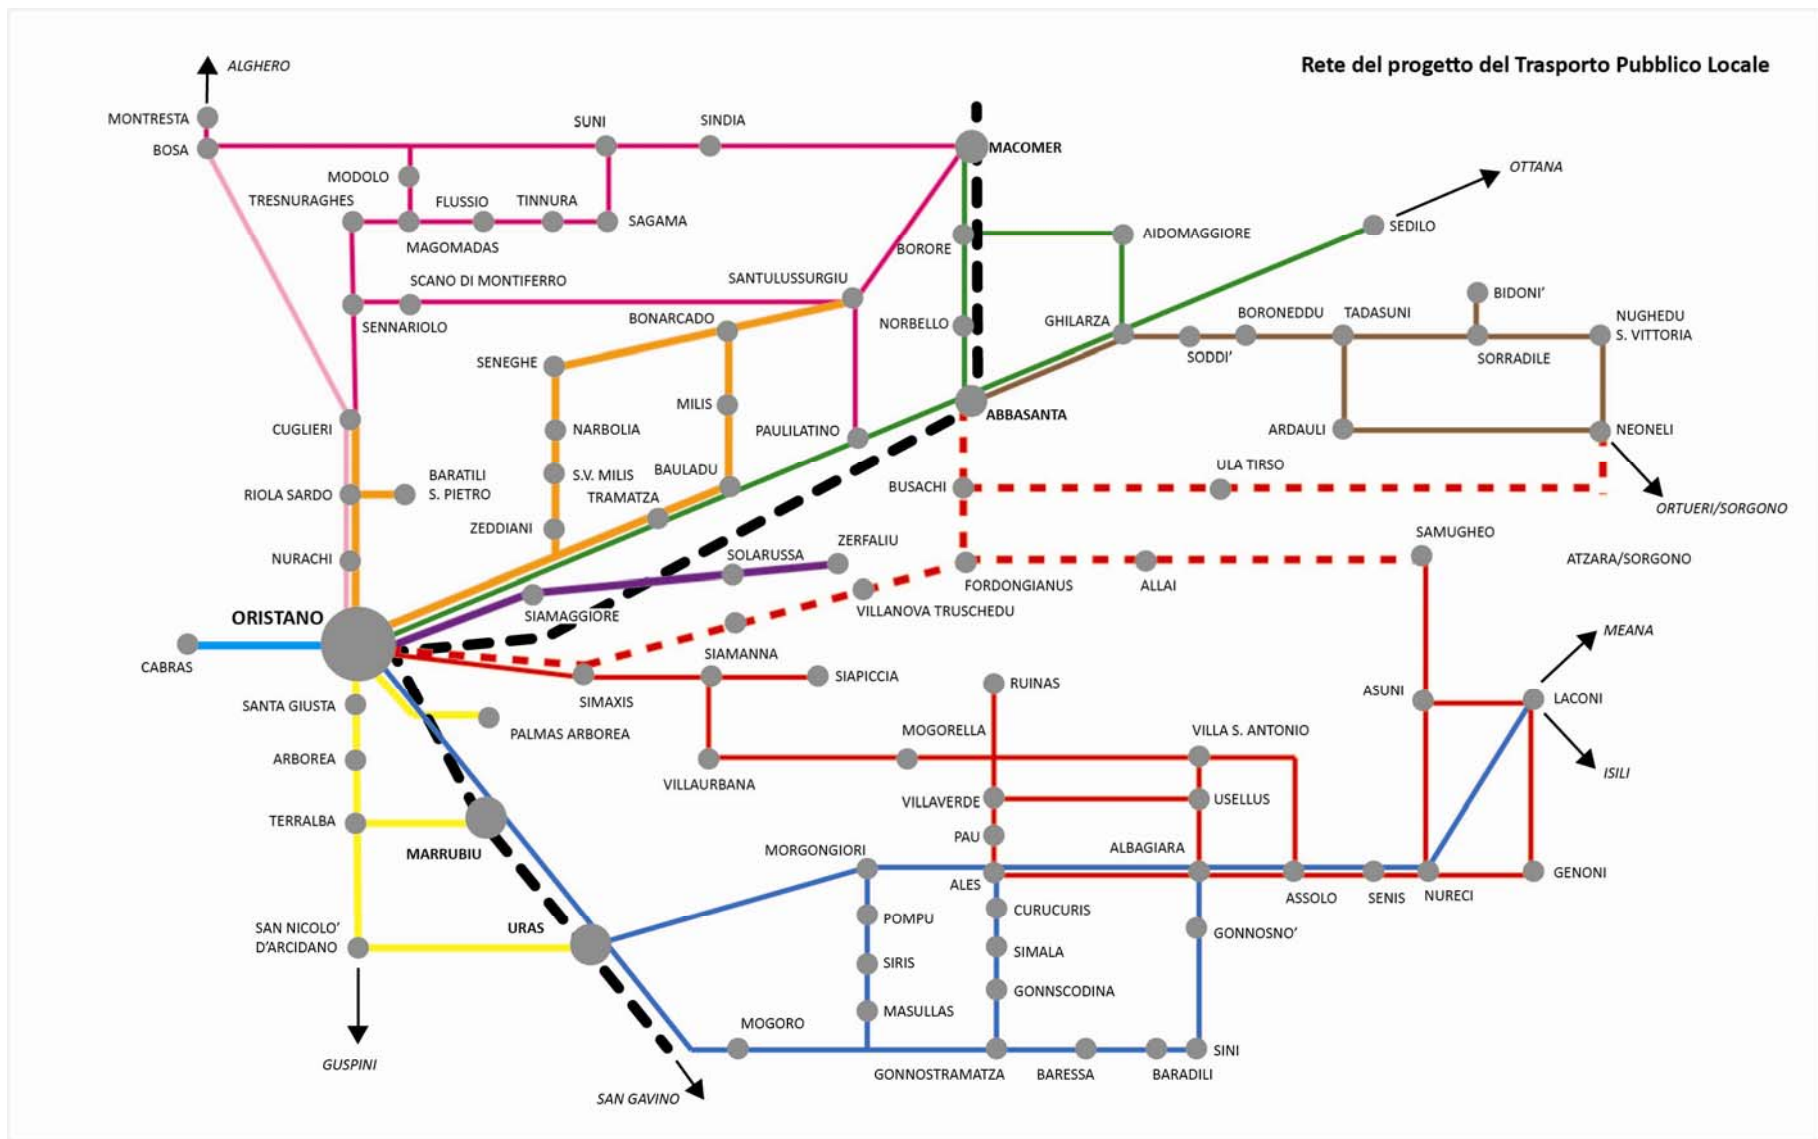 Rete del progetto del Trasporto Pubblico Locale
ALGHERO
MONTRESTA
BOSA
SUNI
SINDIA
MACOMER
OTTANA
MODOLO
TRESNURAGHES
FLUSSIO
TINNURA
SAGAMA
MAGOMADAS
SEDILO
AIDOMAGGIORE
BORORE
SCANO DI MONTIFERRO
SANTULUSSURGIU
SENNARIOLO
BONARCADO
NORBELLO
GHILARZA
BORONEDDU
TADASUNI
BIDONI'
NUGHEDU
S. VITTORIA
SODDI'
SORRADILE
SENEGHE
MILIS
ABBASANTA
CUGLIERI
NARBOLIA
PAULILATINO
ARDAULI
NEONELI
BARATILI
S. PIETRO
RIOLA SARDO
S.V. MILIS
BAULADU
TRAMATZA
ULA TIRSO
BUSACHI
ORTUERI/SORGONO
ZEDDIANI
NURACHI
ZERFALIU
SOLARUSSA
SAMUGHEO
ATZARA/SORGONO
FORDONGIANUS
ALLAI
SIAMAGGIORE
VILLANOVA TRUSCHEDU
ORISTANO
CABRAS
SIAMANNA
SIAPICCIA
SIMAXIS
MEANA
RUINAS
ASUNI
LACONI
SANTA GIUSTA
PALMAS ARBOREA
MOGORELLA
VILLA S. ANTONIO
ARBOREA
VILLAURBANA
ISILI
VILLAVERDE
USELLUS
TERRALBA
PAU
MARRUBIU
MORGONGIORI
ALBAGIARA
ALES
GENONI
ASSOLO
SENIS
NURECI
POMPU
CURUCURIS
SAN NICOLO'
D'ARCIDANO
URAS
GONNOSNO'
SIRIS
SIMALA
GONNSCODINA
MASULLAS
MOGORO
SINI
GUSPINI
GONNOSTRAMATZA
BARESSA
BARADILI
SAN GAVINO